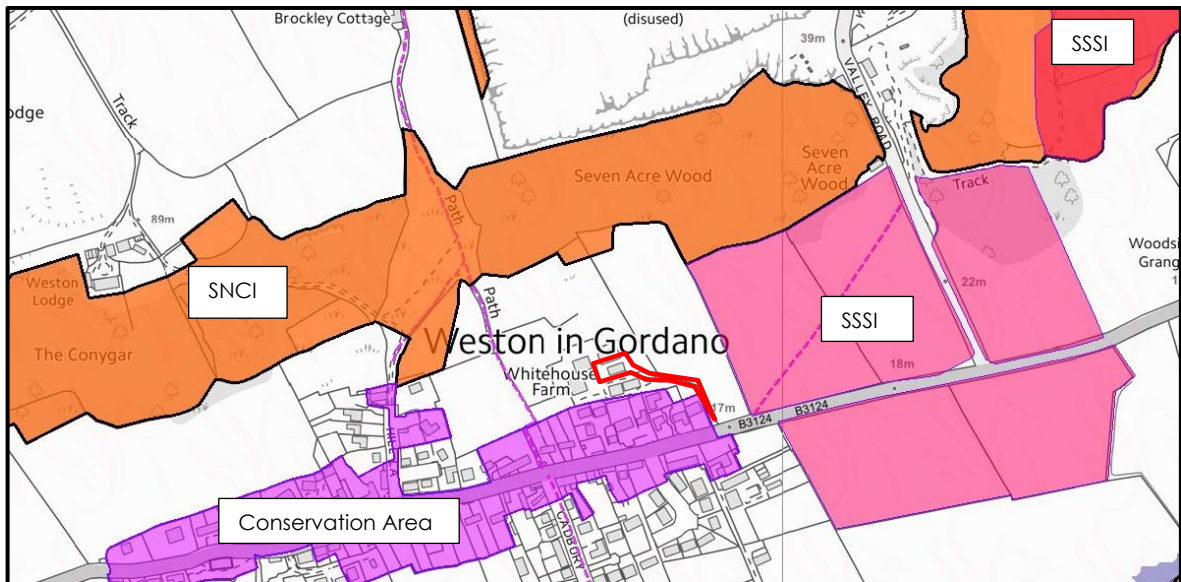 Brockley Cottage
(disused)
39m
SSSI
VALLEY ROAD
Track
odge
Path
Seven Acre Wood
Seven
Acre
Wood
Track
89m
Woodsi
Grang
Weston
Lodge
SNCI
22m
Path
SSSI
The Conygar
Weston in Gordano
18m
Whitehouse
Farm
17m
B3124
B3124
Conservation Area